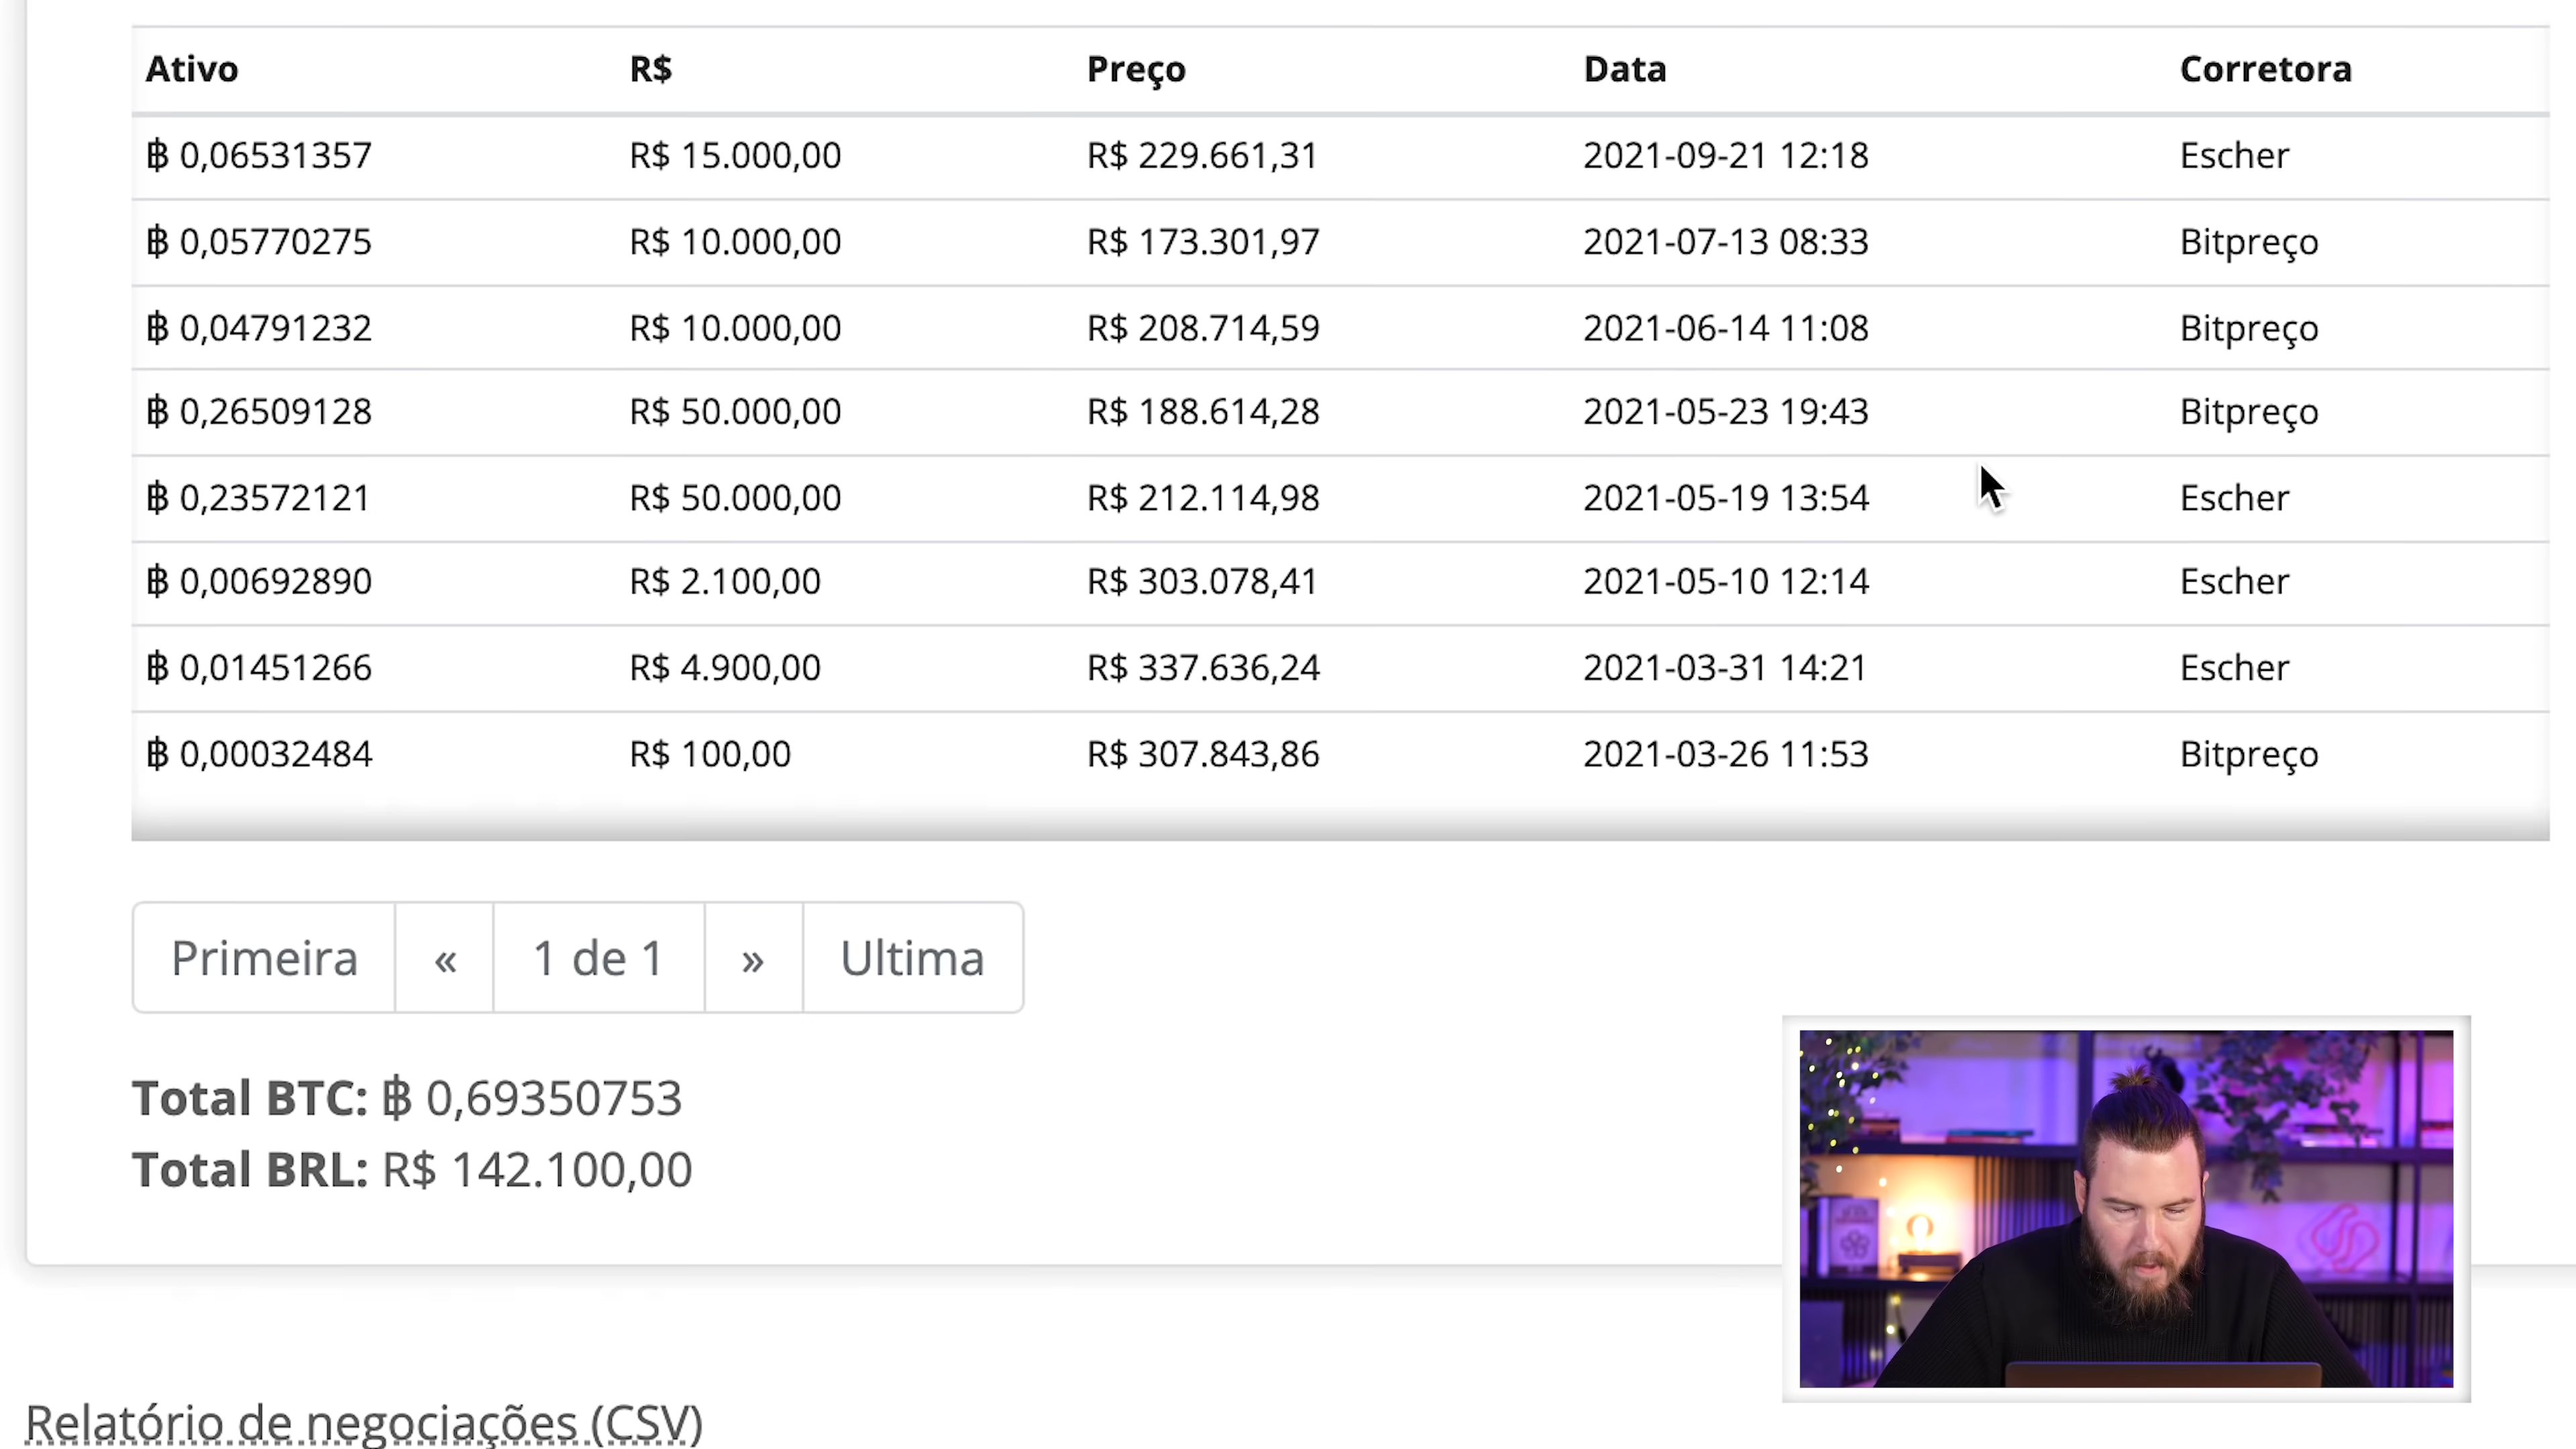 Ativo R$ Preço Data Corretora
฿ 0,06531357 R$ 15.000,00 R$ 229.661,31 2021-09-21 12:18 Escher
฿ 0,05770275 R$ 10.000,00 R$ 173.301,97 2021-07-13 08:33 Bitpreço
฿ 0,04791232 R$ 10.000,00 R$ 208.714,59 2021-06-14 11:08 Bitpreço
฿ 0,26509128 R$ 50.000,00 R$ 188.614,28 2021-05-23 19:43 Bitpreço
฿ 0,23572121 R$ 50.000,00 R$ 212.114,98 2021-05-19 13:54 Escher
฿ 0,00692890 R$ 2.100,00 R$ 303.078,41 2021-05-10 12:14 Escher
฿ 0,01451266 R$ 4.900,00 R$ 337.636,24 2021-03-31 14:21 Escher
฿ 0,00032484 R$ 100,00 R$ 307.843,86 2021-03-26 11:53 Bitpreço
Primeira « 1 de 1 » Ultima
Total BTC: ฿ 0,69350753
Total BRL: R$ 142.100,00
Relatório de negociações (CSV)